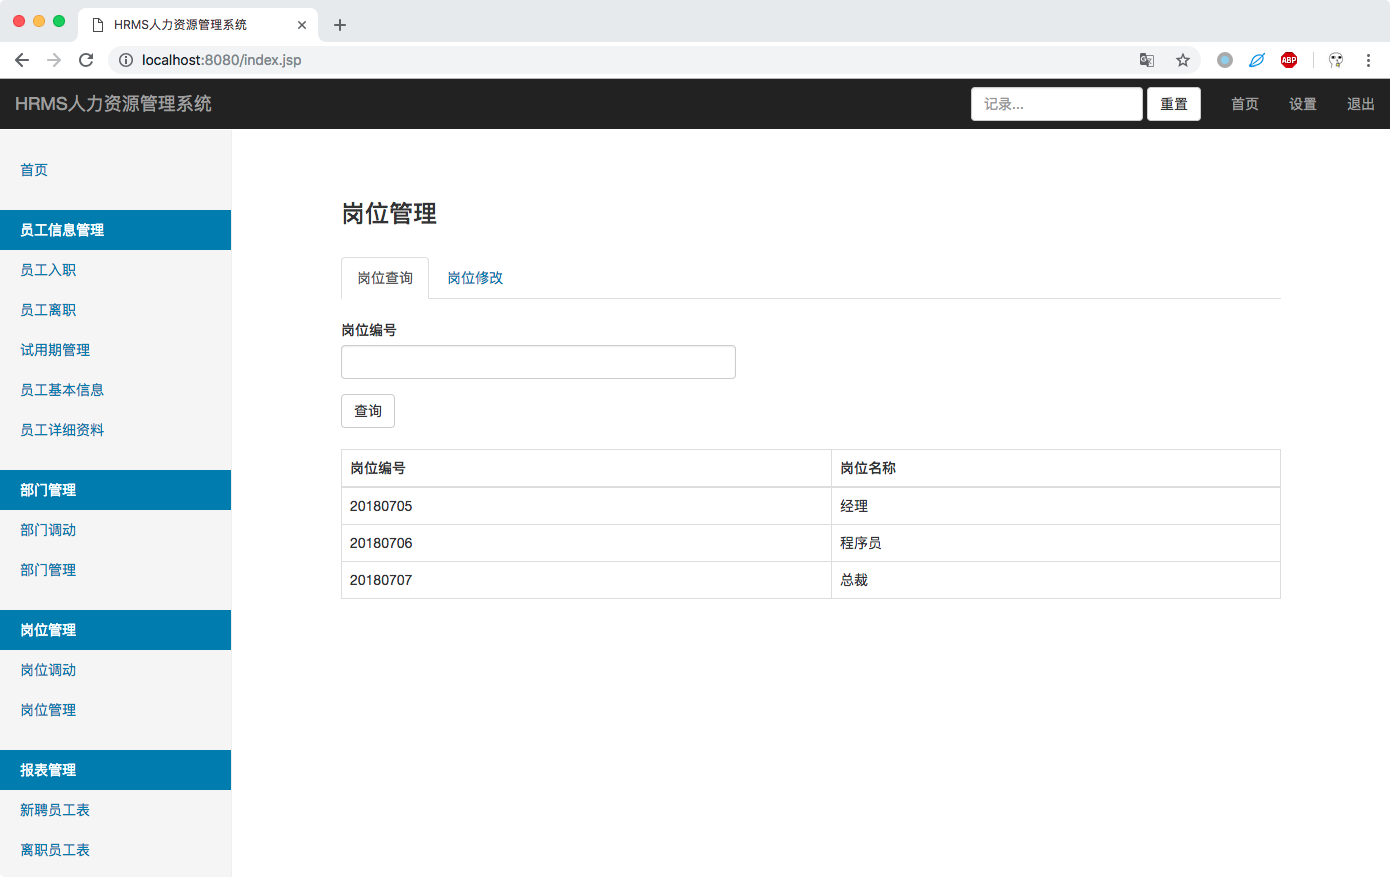 HRMS人力资源管理系统
localhost:8080/index.jsp
ABP
HRMS人力资源管理系统
记录... 重置 首页 设置 退出
首页
员工信息管理
员工入职
员工离职
试用期管理
员工基本信息
员工详细资料
部门管理
部门调动
部门管理
岗位管理
岗位调动
岗位管理
报表管理
新聘员工表
离职员工表
岗位管理
岗位查询 岗位修改
岗位编号
查询
岗位编号 岗位名称
20180705 经理
20180706 程序员
20180707 总裁